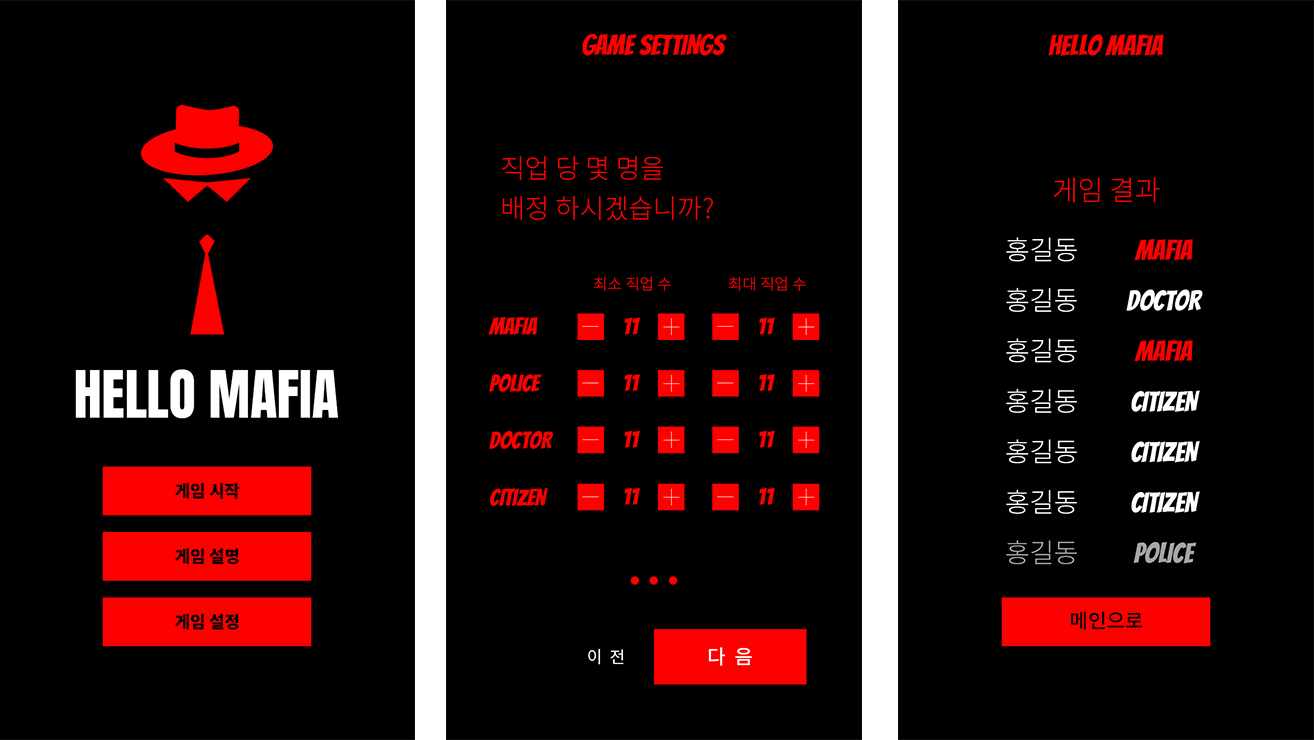 HELLO MAFIA
게임 시작
게임 설명
게임 설정
GAME SETTINGS
직업 당 몇 명을
배정 하시겠습니까?
최소 직업 수 최대 직업 수
MAFIA — 11 + — 11 +
POLICE — 11 + — 11 +
DOCTOR — 11 + — 11 +
CITIZEN — 11 + — 11 +
이 전 다 음
HELLO MAFIA
게임 결과
홍길동 MAFIA
홍길동 DOCTOR
홍길동 MAFIA
홍길동 CITIZEN
홍길동 CITIZEN
홍길동 CITIZEN
홍길동 POLICE
메인으로